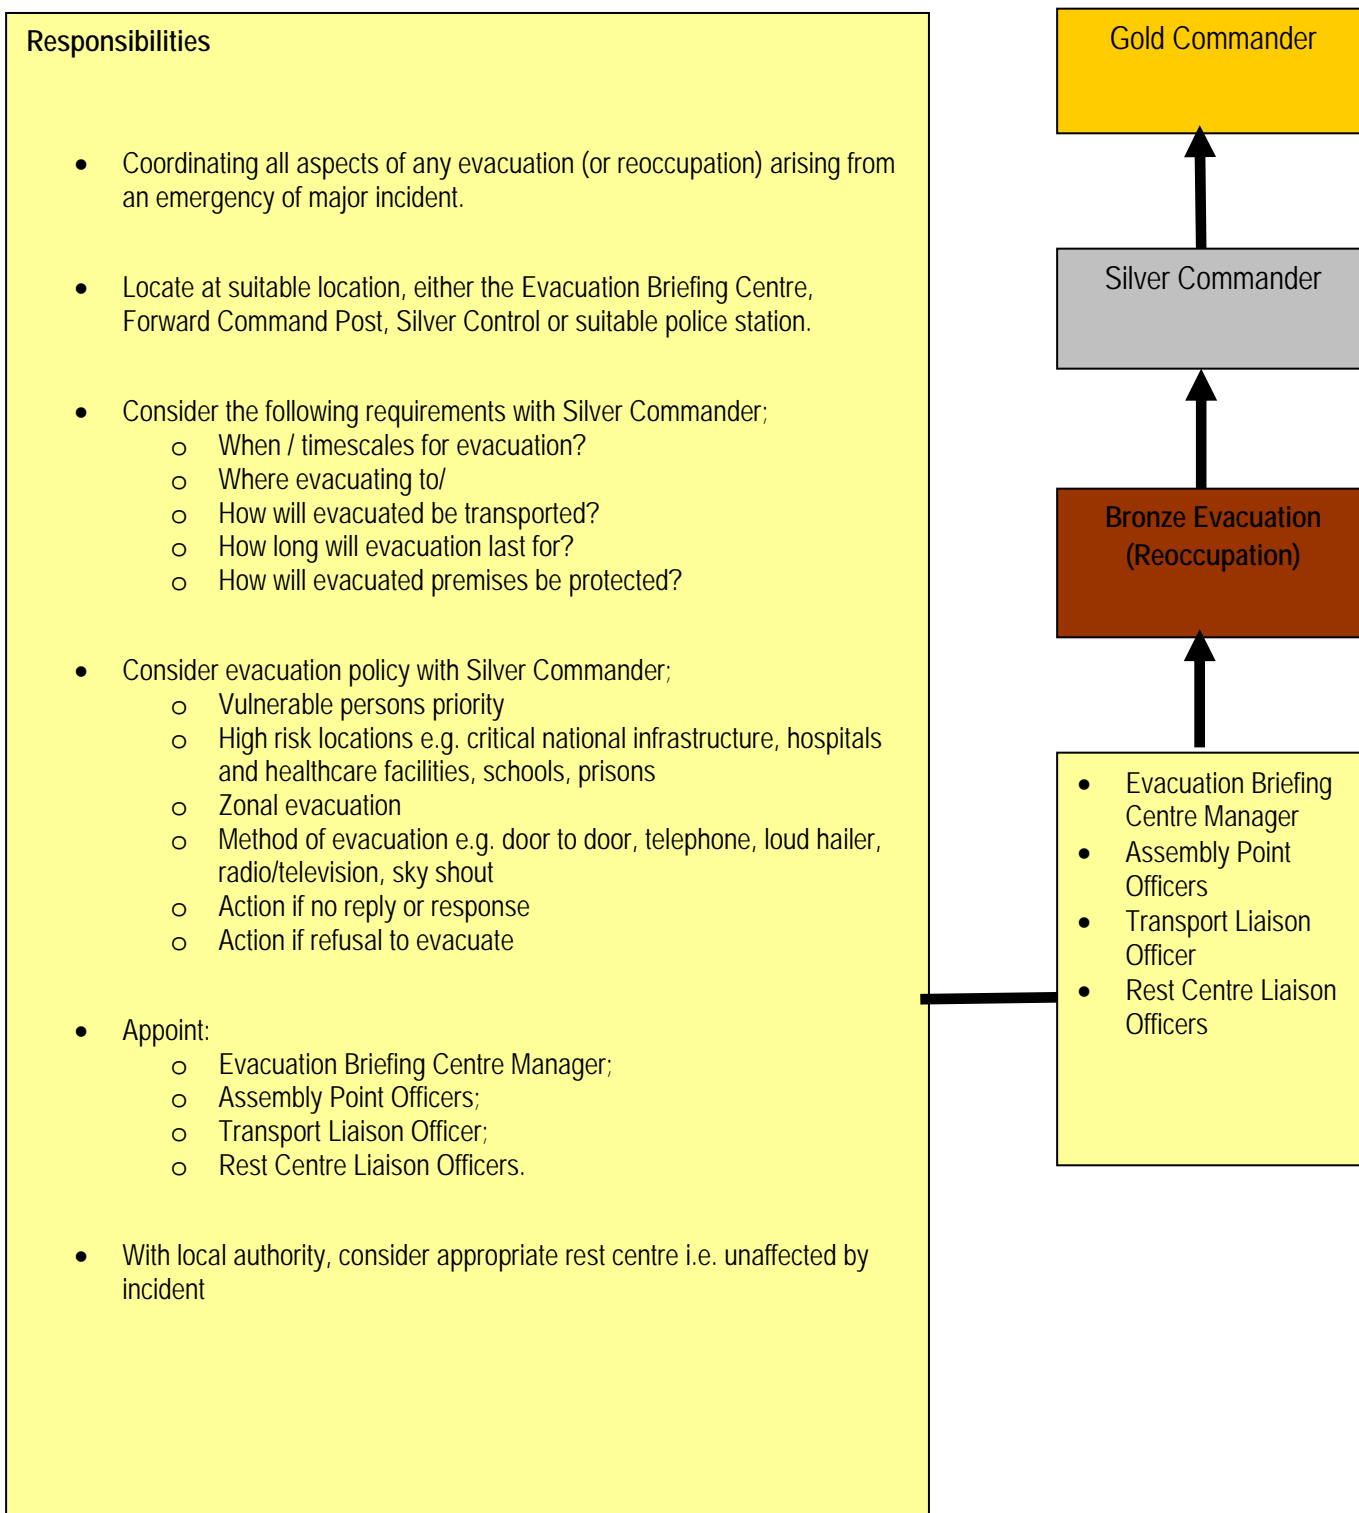 Responsibilities
• Coordinating all aspects of any evacuation (or reoccupation) arising from
an emergency of major incident.
• Locate at suitable location, either the Evacuation Briefing Centre,
Forward Command Post, Silver Control or suitable police station.
• Consider the following requirements with Silver Commander;
o When / timescales for evacuation?
o Where evacuating to/
o How will evacuated be transported?
o How long will evacuation last for?
o How will evacuated premises be protected?
• Consider evacuation policy with Silver Commander;
o Vulnerable persons priority
o High risk locations e.g. critical national infrastructure, hospitals
and healthcare facilities, schools, prisons
o Zonal evacuation
o Method of evacuation e.g. door to door, telephone, loud hailer,
radio/television, sky shout
o Action if no reply or response
o Action if refusal to evacuate
• Appoint:
o Evacuation Briefing Centre Manager;
o Assembly Point Officers;
o Transport Liaison Officer;
o Rest Centre Liaison Officers.
• With local authority, consider appropriate rest centre i.e. unaffected by
incident
Gold Commander
Silver Commander
Bronze Evacuation
(Reoccupation)
• Evacuation Briefing
Centre Manager
• Assembly Point
Officers
• Transport Liaison
Officer
• Rest Centre Liaison
Officers